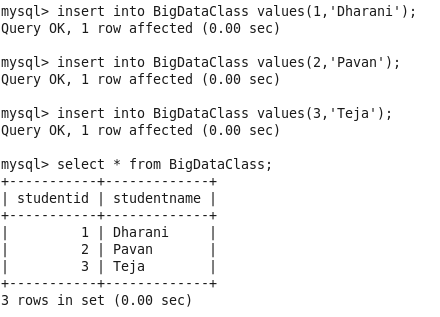 mysql> insert into BigDataClass values(1,'Dharani');
Query OK, 1 row affected (0.00 sec)

mysql> insert into BigDataClass values(2,'Pavan');
Query OK, 1 row affected (0.00 sec)

mysql> insert into BigDataClass values(3,'Teja');
Query OK, 1 row affected (0.00 sec)

mysql> select * from BigDataClass;
+-----------+-------------+
| studentid | studentname |
+-----------+-------------+
|         1 | Dharani     |
|         2 | Pavan       |
|         3 | Teja        |
+-----------+-------------+
3 rows in set (0.00 sec)